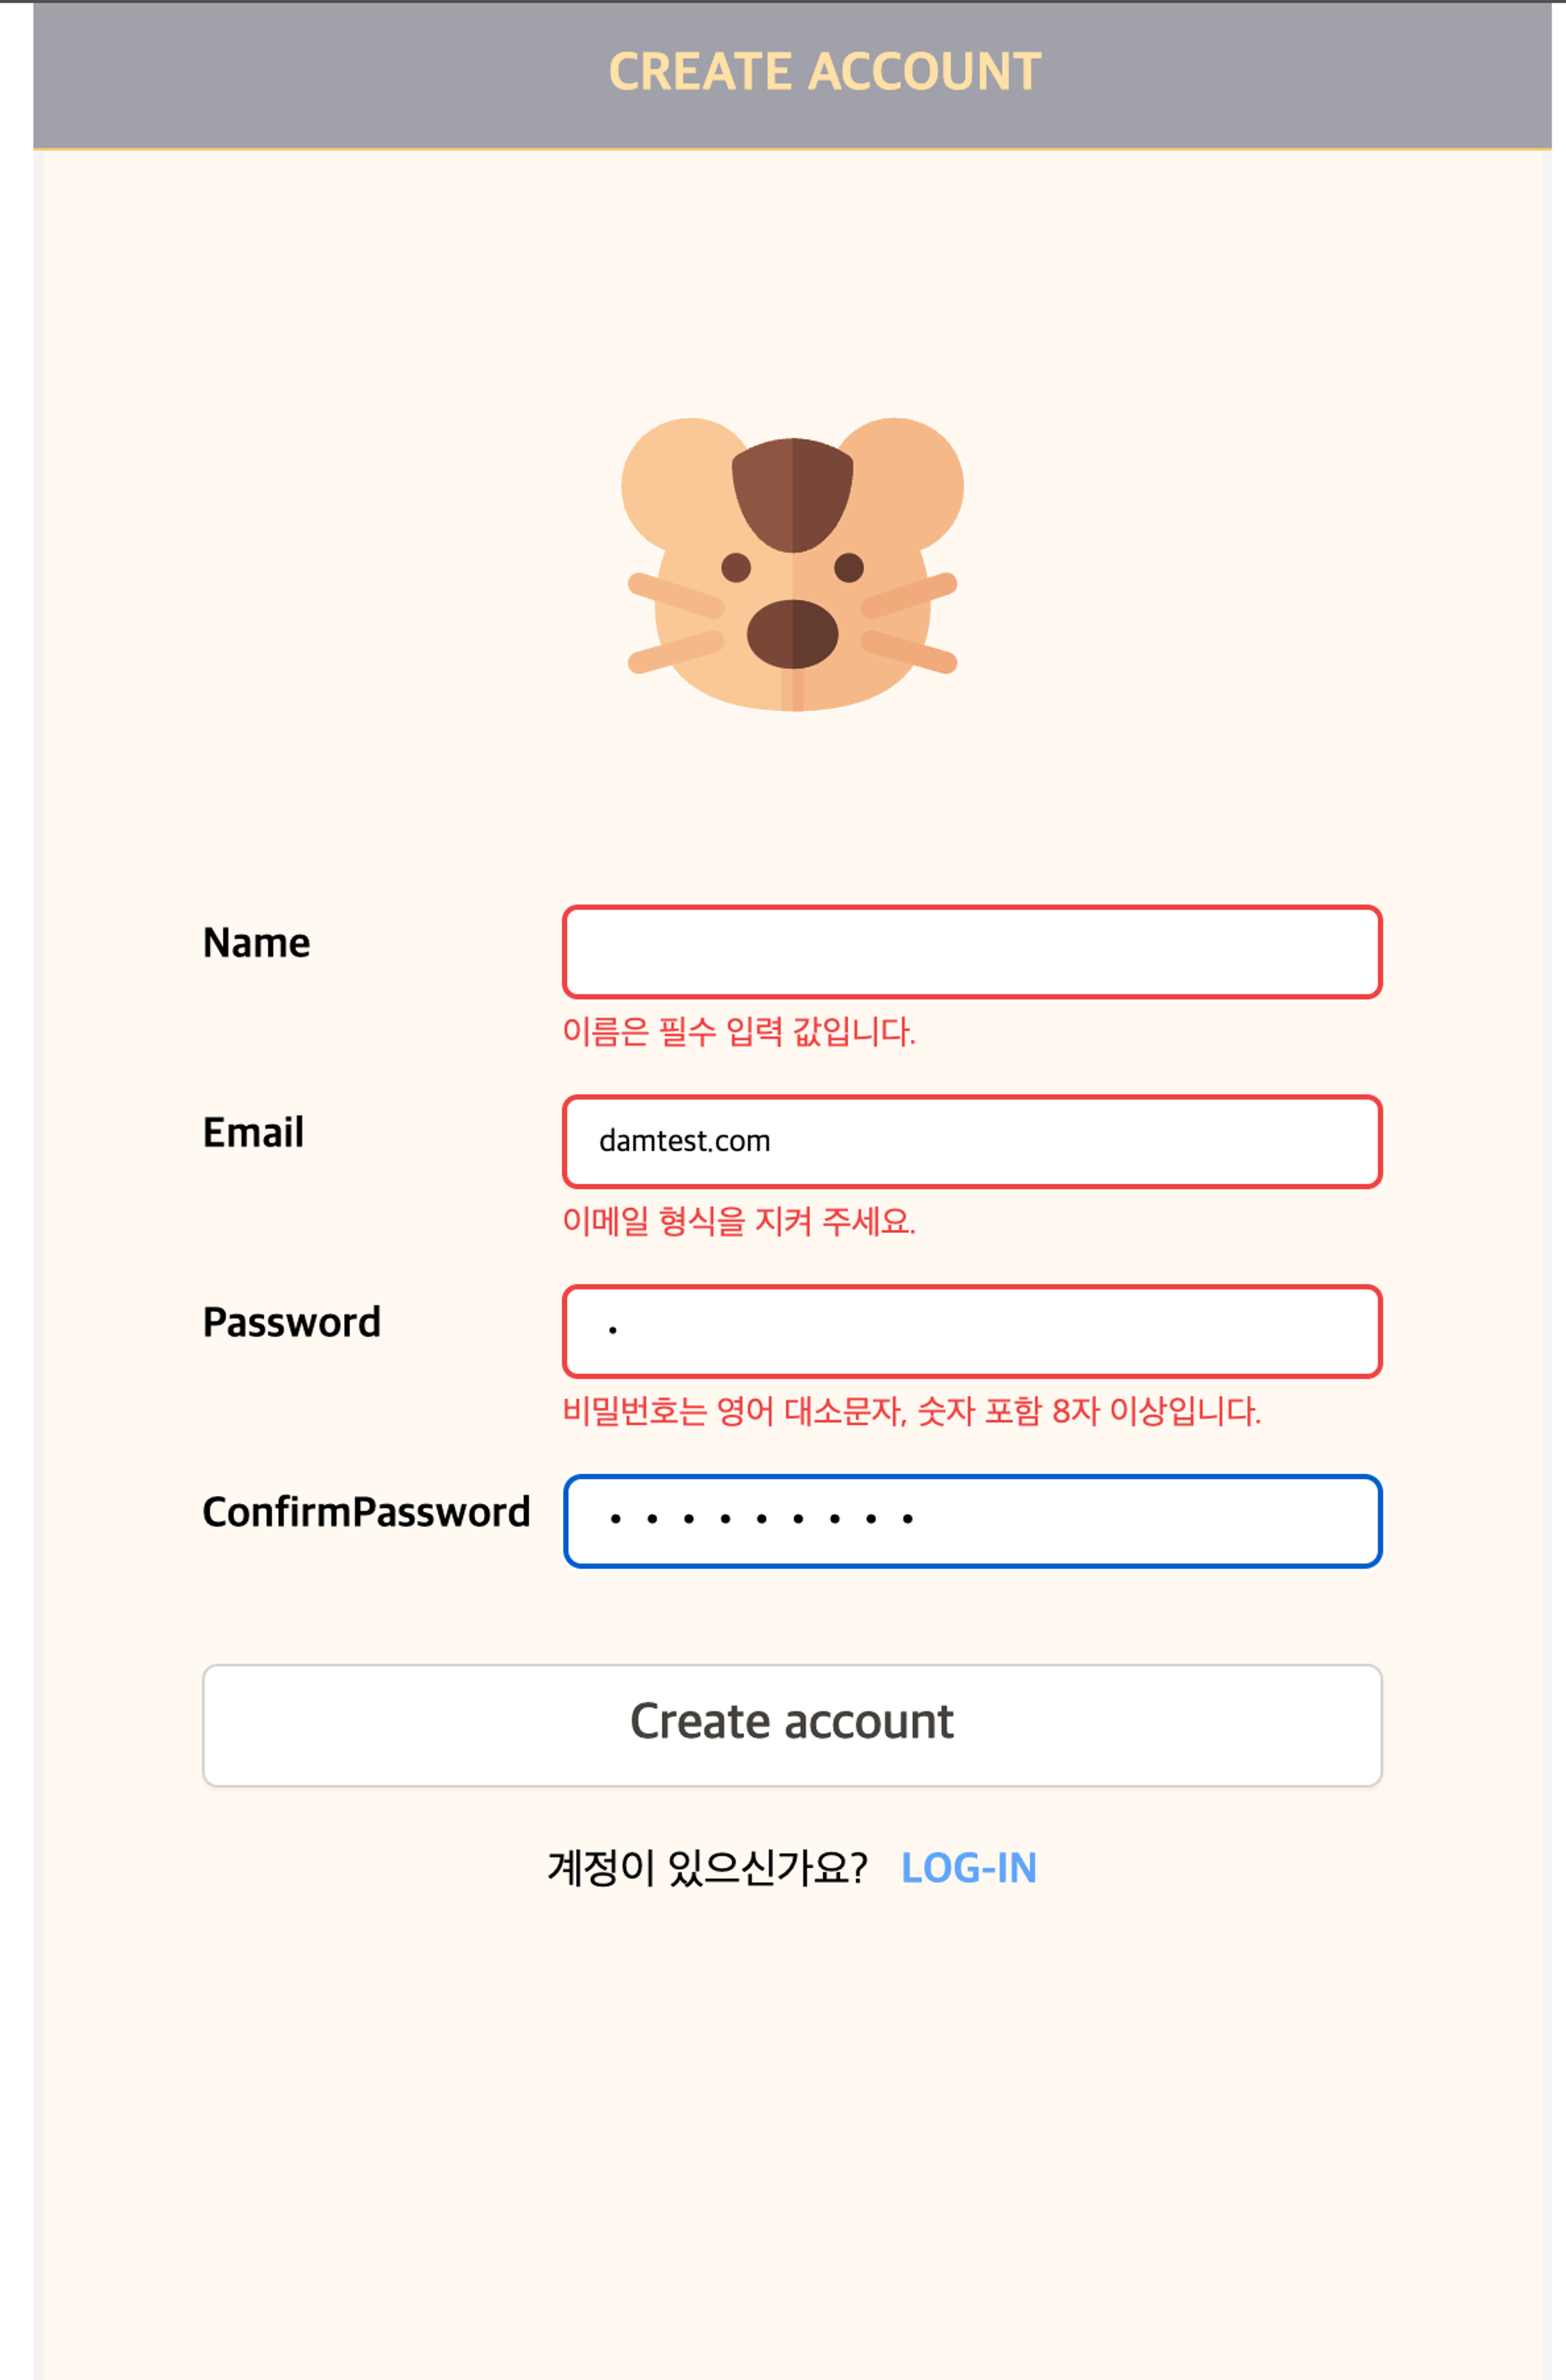 CREATE ACCOUNT
Name
이름은 필수 입력 값입니다.
Email
damtest.com
이메일 형식을 지켜 주세요.
Password
비밀번호는 영어 대소문자, 숫자 포함 8자 이상입니다.
ConfirmPassword
Create account
계정이 있으신가요? LOG-IN